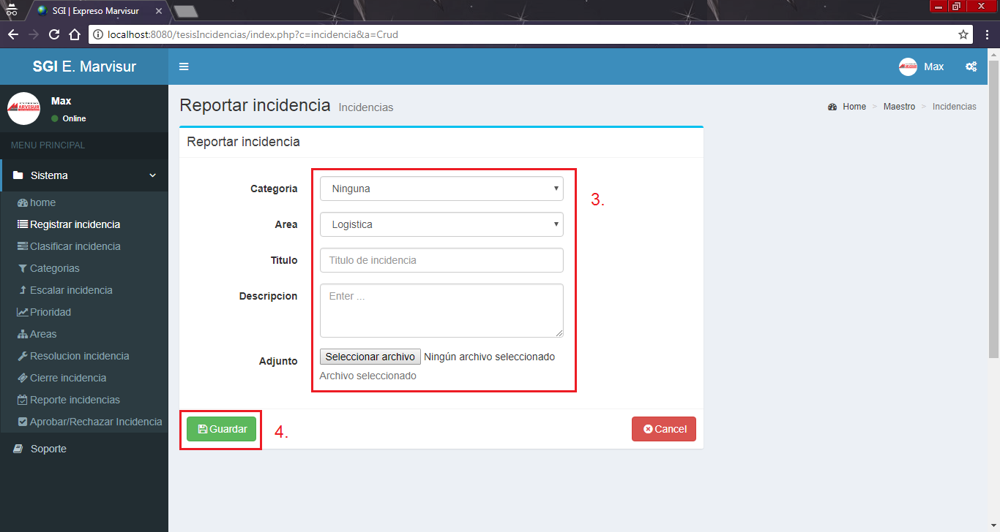 SGI | Expreso Marvisur
localhost:8080/tesisIncidencias/index.php?c=incidencia&a=Crud
SGI E. Marvisur
Max
ARVISUR
Max
Online
MENU PRINCIPAL
Sistema
home
Registrar incidencia
Clasificar incidencia
Categorias
Escalar incidencia
Prioridad
Areas
Resolucion incidencia
Cierre incidencia
Reporte incidencias
Aprobar/Rechazar Incidencia
Soporte
Reportar incidencia Incidencias
Home > Maestro > Incidencias
Reportar incidencia
Categoria Ninguna
3.
Area Logistica
Titulo Titulo de incidencia
Descripcion Enter ...
Adjunto Seleccionar archivo Ningún archivo seleccionado
Archivo seleccionado
Guardar 4. Cancel